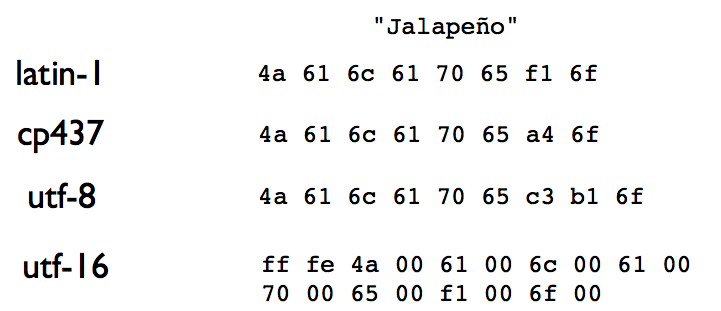 "Jalapeño"
latin-1 4a 61 6c 61 70 65 f1 6f
cp437 4a 61 6c 61 70 65 a4 6f
utf-8 4a 61 6c 61 70 65 c3 b1 6f
utf-16 ff fe 4a 00 61 00 6c 00 61 00
70 00 65 00 f1 00 6f 00